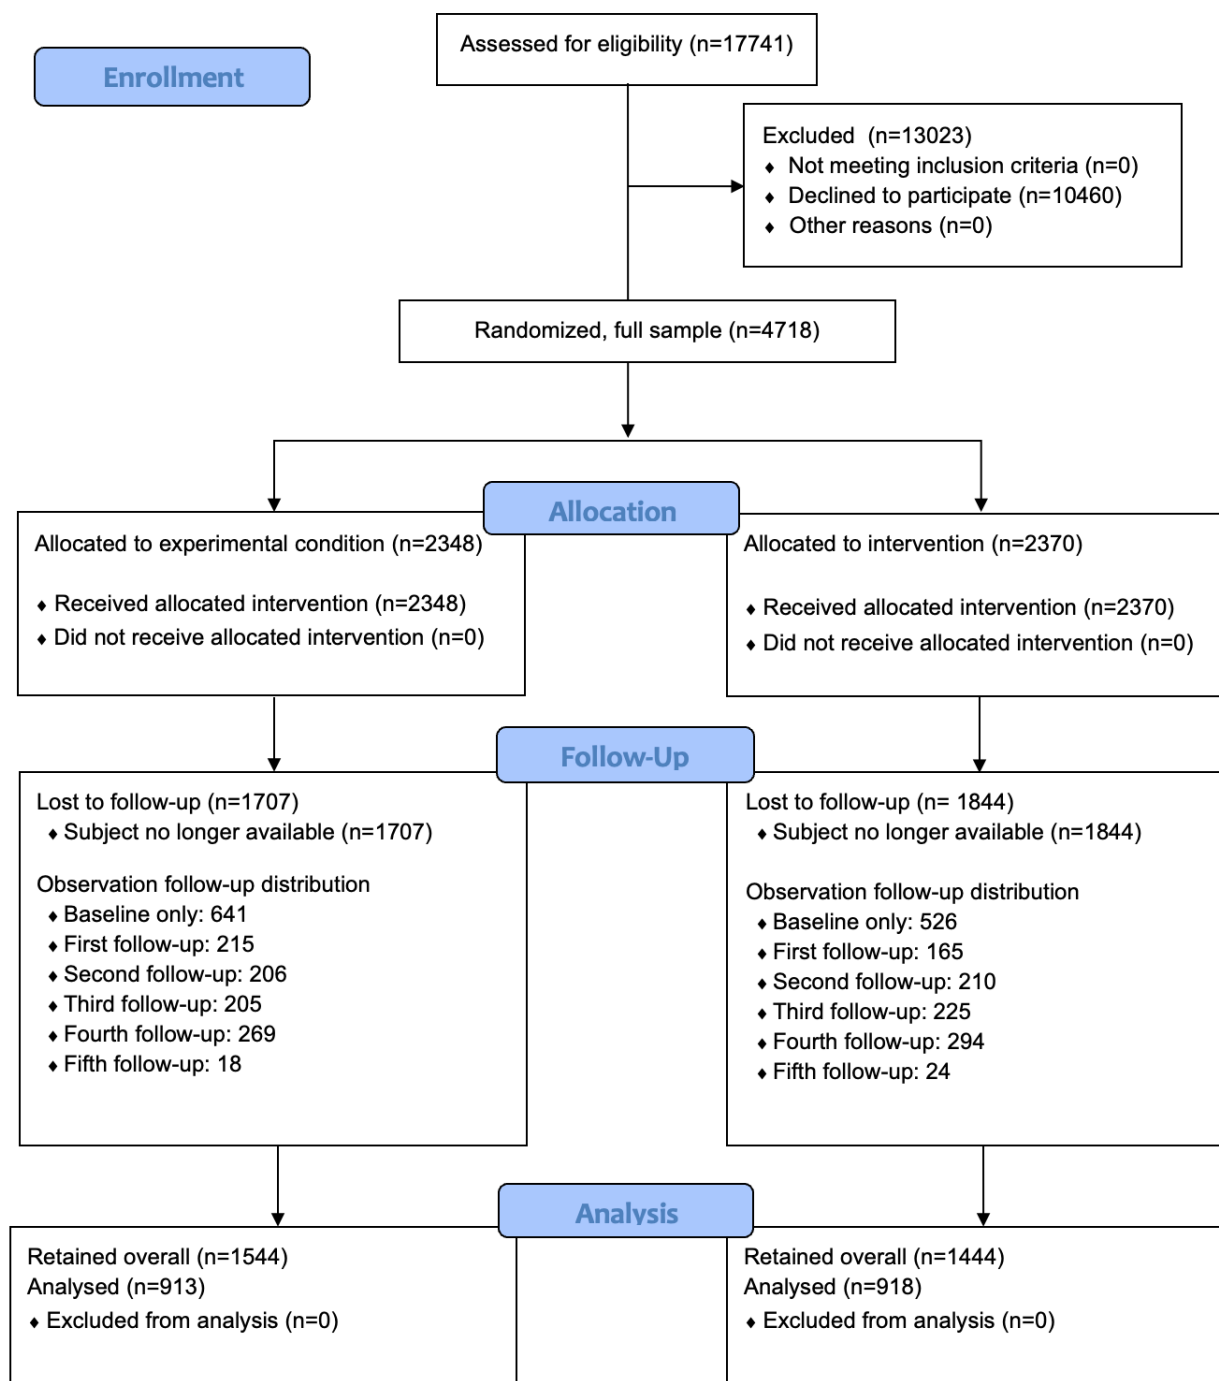 Enrollment
Assessed for eligibility (n=17741)
Excluded (n=13023)
♦ Not meeting inclusion criteria (n=0)
♦ Declined to participate (n=10460)
♦ Other reasons (n=0)
Randomized, full sample (n=4718)
Allocation
Allocated to experimental condition (n=2348)
♦ Received allocated intervention (n=2348)
♦ Did not receive allocated intervention (n=0)
Allocated to intervention (n=2370)
♦ Received allocated intervention (n=2370)
♦ Did not receive allocated intervention (n=0)
Follow-Up
Lost to follow-up (n=1707)
♦ Subject no longer available (n=1707)
Observation follow-up distribution
♦ Baseline only: 641
♦ First follow-up: 215
♦ Second follow-up: 206
♦ Third follow-up: 205
♦ Fourth follow-up: 269
♦ Fifth follow-up: 18
Lost to follow-up (n= 1844)
♦ Subject no longer available (n=1844)
Observation follow-up distribution
♦ Baseline only: 526
♦ First follow-up: 165
♦ Second follow-up: 210
♦ Third follow-up: 225
♦ Fourth follow-up: 294
♦ Fifth follow-up: 24
Analysis
Retained overall (n=1544)
Analysed (n=913)
♦ Excluded from analysis (n=0)
Retained overall (n=1444)
Analysed (n=918)
♦ Excluded from analysis (n=0)